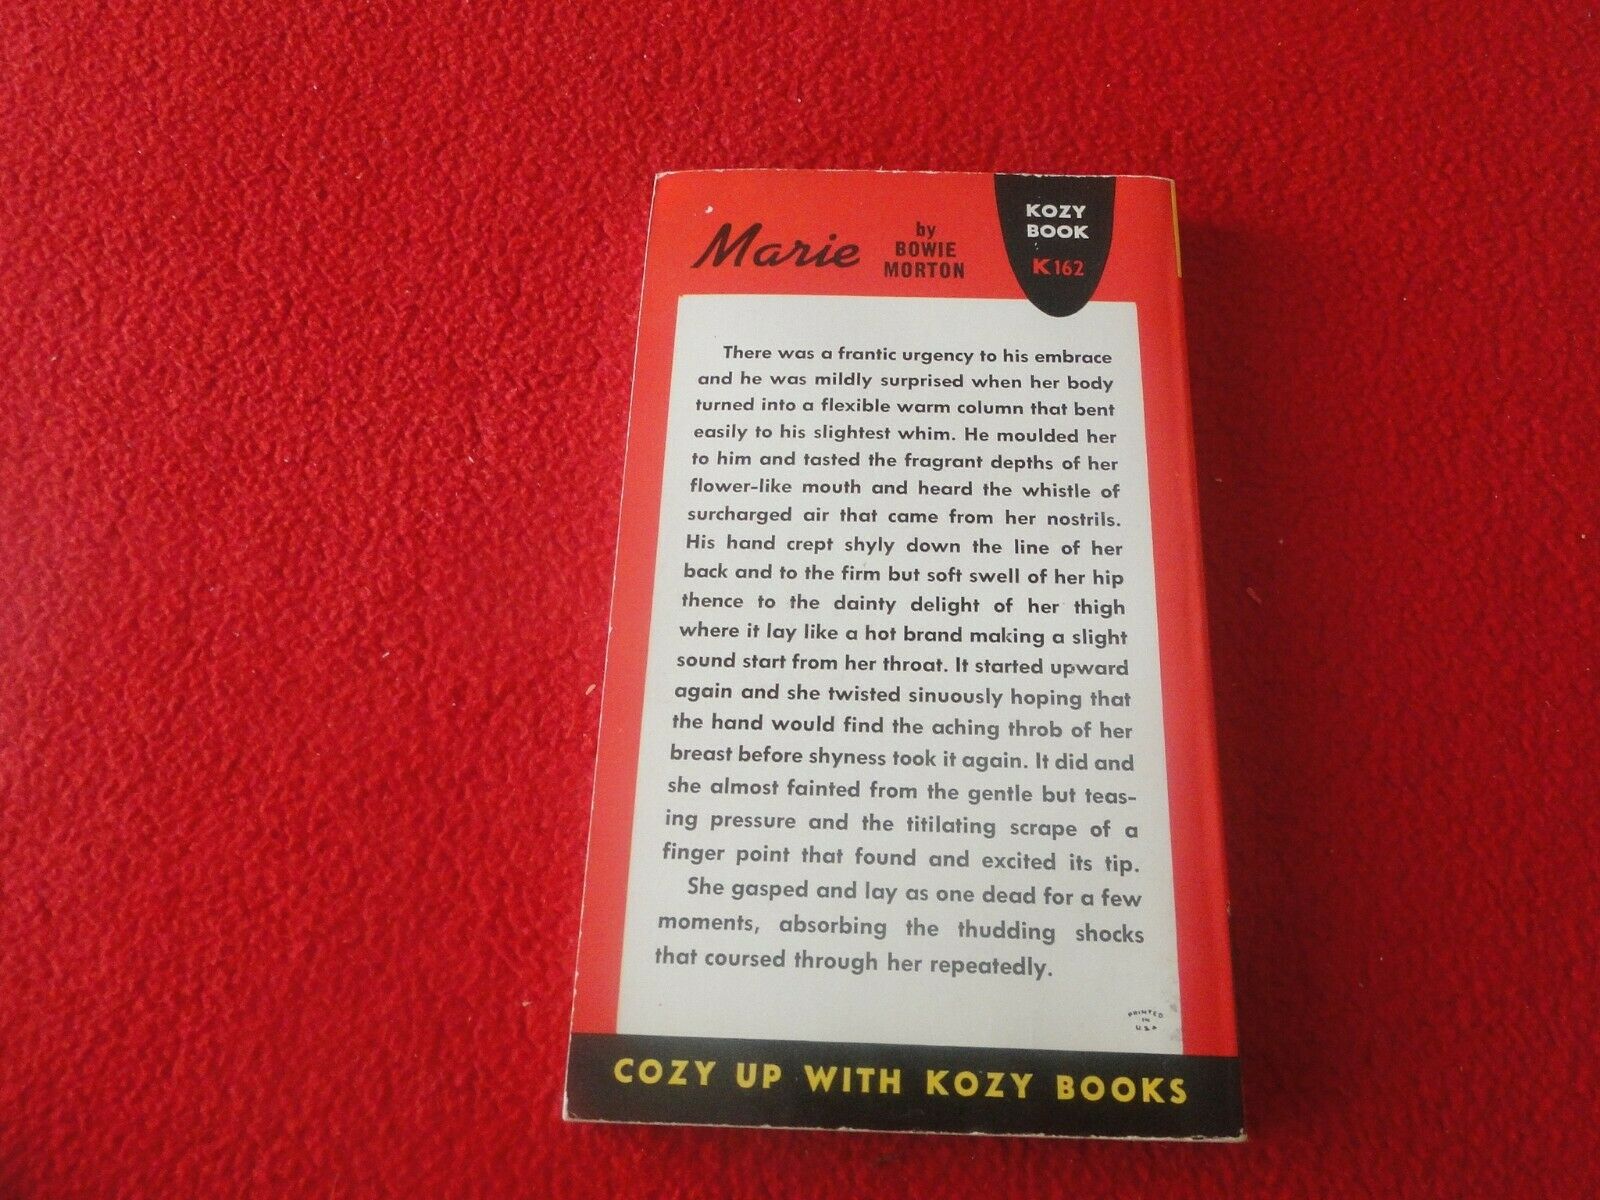 Marie
by
BOWIE
MORTON
KOZY
BOOK
K162
There was a frantic urgency to his embrace
and he was mildly surprised when her body
turned into a flexible warm column that bent
easily to his slightest whim. He moulded her
to him and tasted the fragrant depths of her
flower-like mouth and heard the whistle of
surcharged air that came from her nostrils.
His hand crept shyly down the line of her
back and to the firm but soft swell of her hip
thence to the dainty delight of her thigh
where it lay like a hot brand making a slight
sound start from her throat. It started upward
again and she twisted sinuously hoping that
the hand would find the aching throb of her
breast before shyness took it again. It did and
she almost fainted from the gentle but teas-
ing pressure and the titilating scrape of a
finger point that found and excited its tip.
She gasped and lay as one dead for a few
moments, absorbing the thudding shocks
that coursed through her repeatedly.
PRINTED
IN
U.S.A
COZY UP WITH KOZY BOOKS